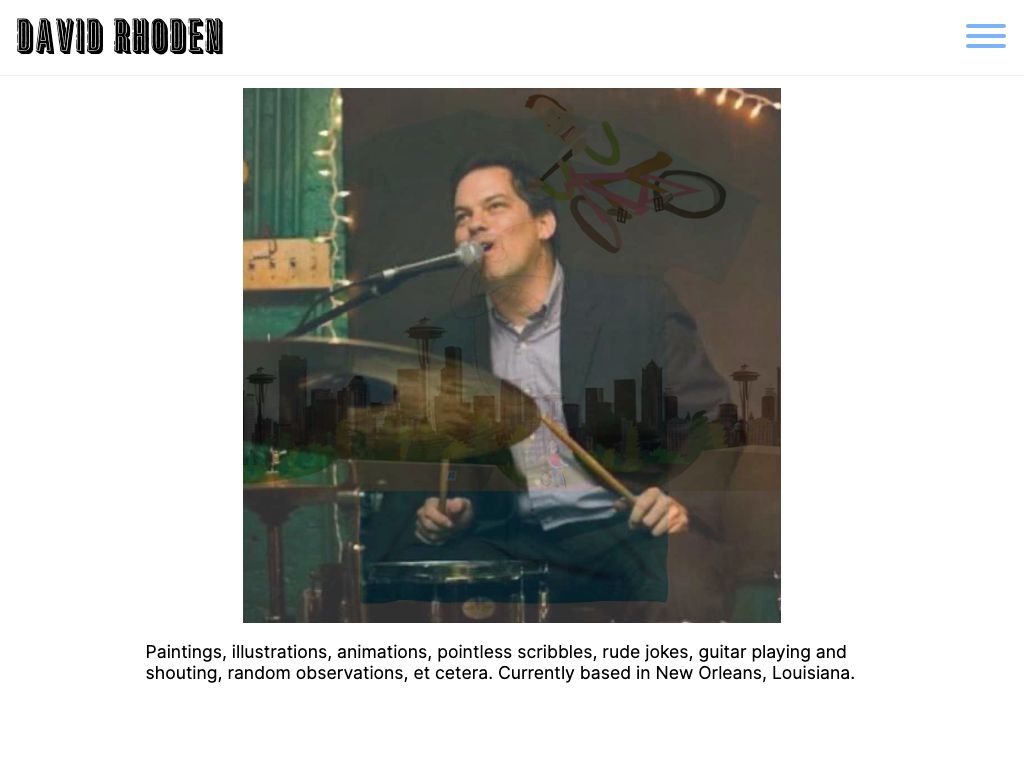 DAVID RHODEN
Paintings, illustrations, animations, pointless scribbles, rude jokes, guitar playing and
shouting, random observations, et cetera. Currently based in New Orleans, Louisiana.